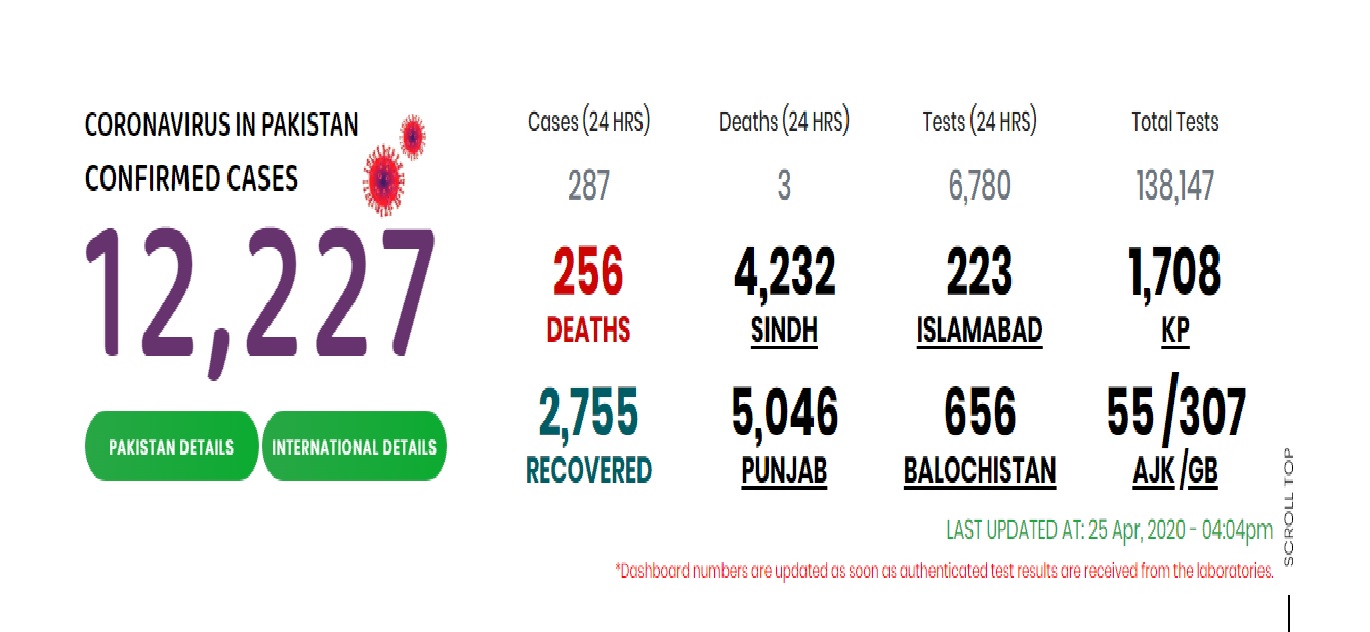 CORONAVIRUS IN PAKISTAN
CONFIRMED CASES
12,227
PAKISTAN DETAILS INTERNATIONAL DETAILS
Cases (24 HRS) Deaths (24 HRS) Tests (24 HRS) Total Tests
287 3 6,780 138,147
256 4,232 223 1,708
DEATHS SINDH ISLAMABAD KP
2,755 5,046 656 55 /307
RECOVERED PUNJAB BALOCHISTAN AJK /GB
LAST UPDATED AT: 25 Apr, 2020 - 04:04pm
*Dashboard numbers are updated as soon as authenticated test results are received from the laboratories.
SCROLL TOP